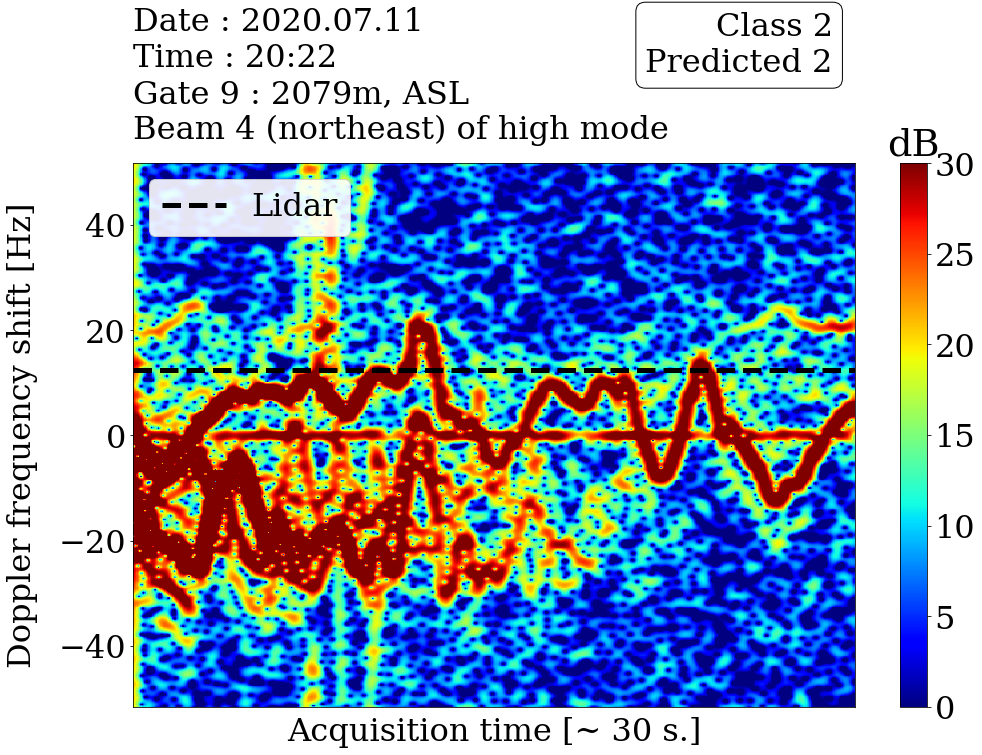 Date : 2020.07.11
Time : 20:22
Gate 9 : 2079m, ASL
Beam 4 (northeast) of high mode
Class 2
Predicted 2
dB
30
25
20
15
10
5
0
Lidar
Doppler frequency shift [Hz]
40
20
0
−20
−40
Acquisition time [~ 30 s.]